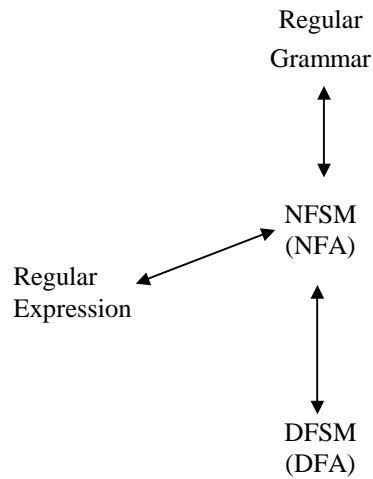 Regular
Grammar
NFSM
(NFA)
Regular
Expression
DFSM
(DFA)